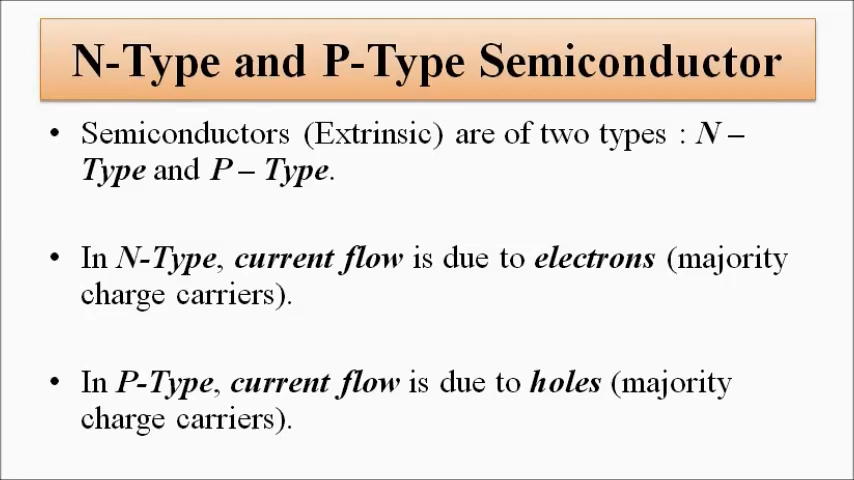 N-Type and P-Type Semiconductor
• Semiconductors (Extrinsic) are of two types : N –
Type and P – Type.
• In N-Type, current flow is due to electrons (majority
charge carriers).
• In P-Type, current flow is due to holes (majority
charge carriers).